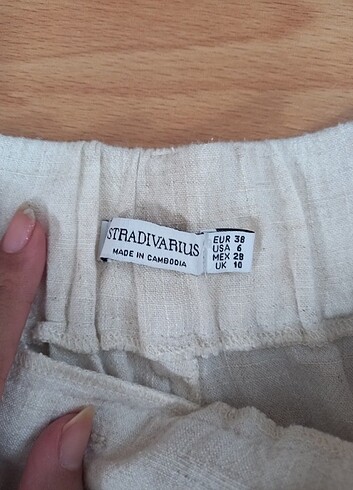 STRADIVARIUS
MADE IN CAMBODIA
EUR 38
USA 6
MEX 28
UK 10